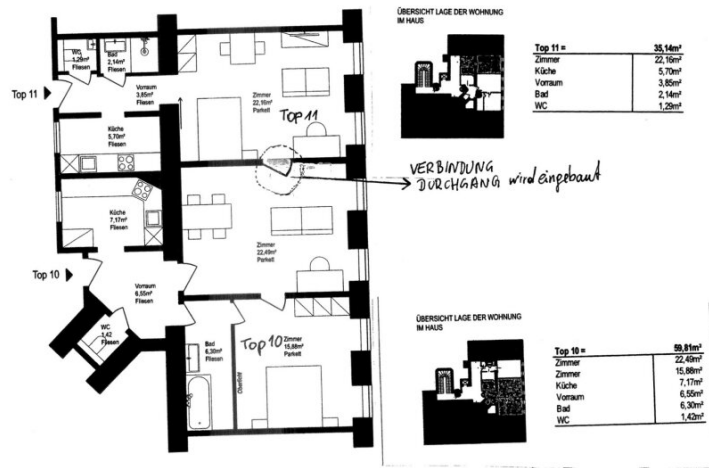 WC
1,29m²
Fliesen
Bad
2,14m²
Fliesen
Top 11
Vorraum
3,85m²
Fliesen
Zimmer
22,16m²
Parkett
Top 11
Küche
5,70m²
Fliesen
VERBINDUNG
DURCHGANG wird eingebaut
Küche
7,17m²
Fliesen
Zimmer
22,49m²
Parkett
Top 10
Vorraum
6,55m²
Fliesen
WC
1,42
Fliesen
Bad
6,30m²
Fliesen
Oberlicht
Top 10
Zimmer
15,88m²
Parkett
ÜBERSICHT LAGE DER WOHNUNG
IM HAUS
Top 11 = 35,14m²
Zimmer 22,16m²
Küche 5,70m²
Vorraum 3,85m²
Bad 2,14m²
WC 1,29m²
ÜBERSICHT LAGE DER WOHNUNG
IM HAUS
Top 10 = 59,81m²
Zimmer 22,49m²
Zimmer 15,88m²
Küche 7,17m²
Vorraum 6,55m²
Bad 6,30m²
WC 1,42m²